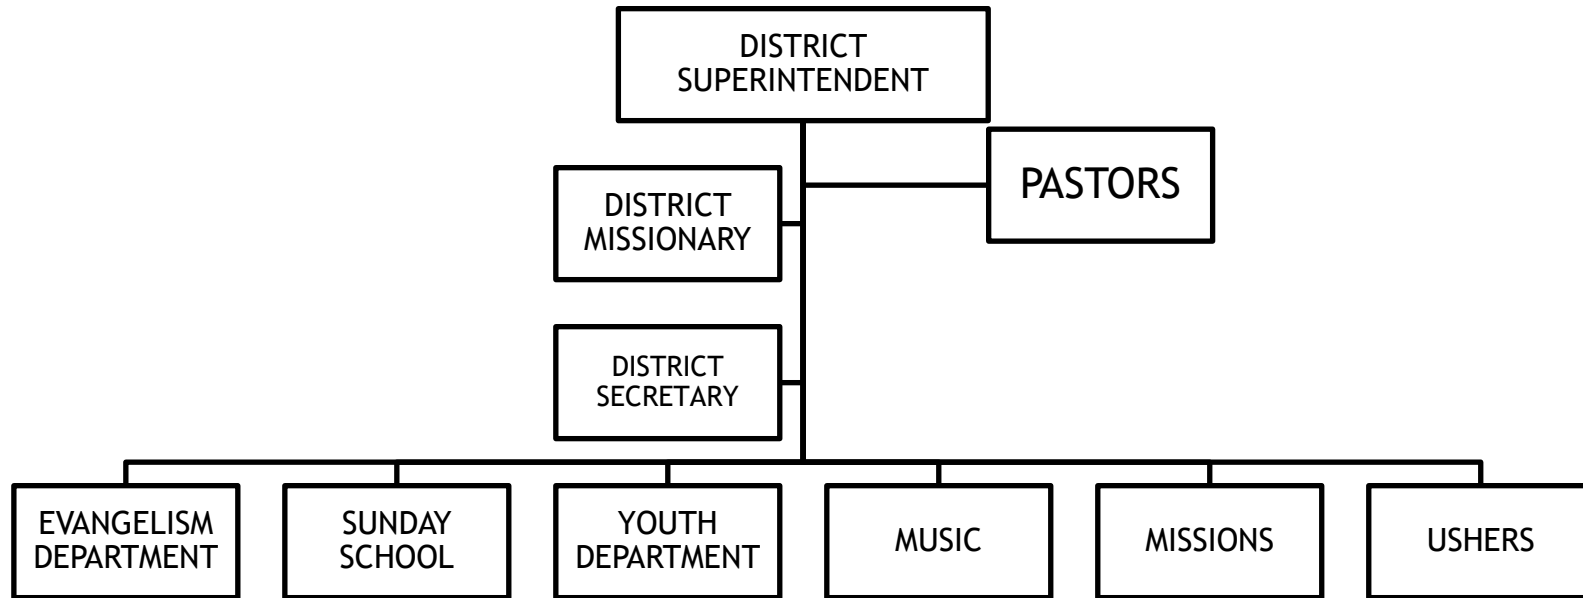 DISTRICT
SUPERINTENDENT
PASTORS
DISTRICT
MISSIONARY
DISTRICT
SECRETARY
EVANGELISM
DEPARTMENT
SUNDAY
SCHOOL
YOUTH
DEPARTMENT
MUSIC
MISSIONS
USHERS